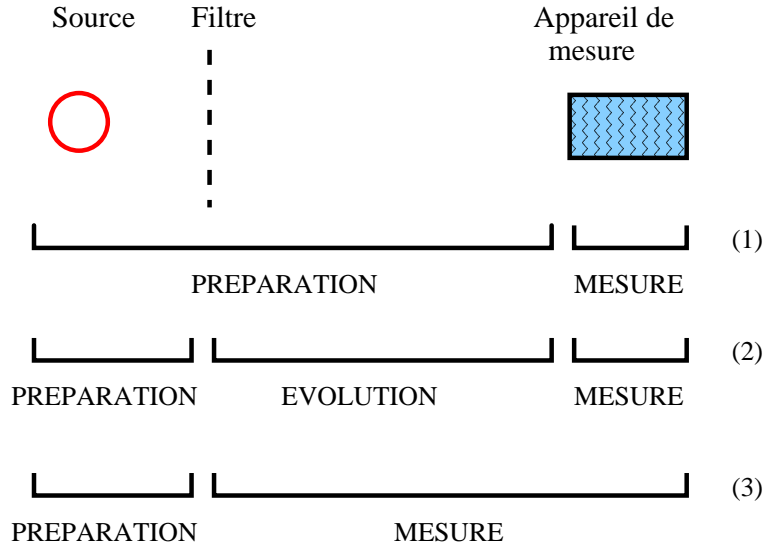 Source Filtre Appareil de
mesure
(1)
PREPARATION MESURE
(2)
PREPARATION EVOLUTION MESURE
(3)
PREPARATION MESURE